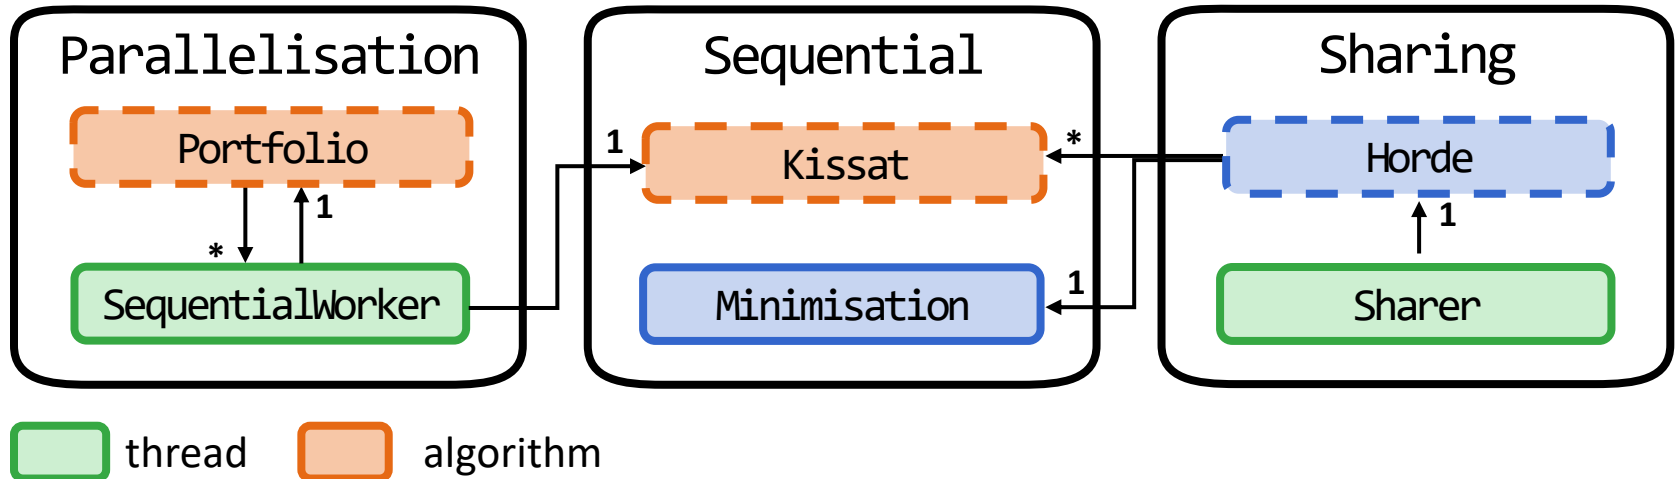 Parallelisation
Portfolio
1
*
SequentialWorker
Sequential
1
Kissat
*
Minimisation
1
Sharing
Horde
1
Sharer
thread
algorithm